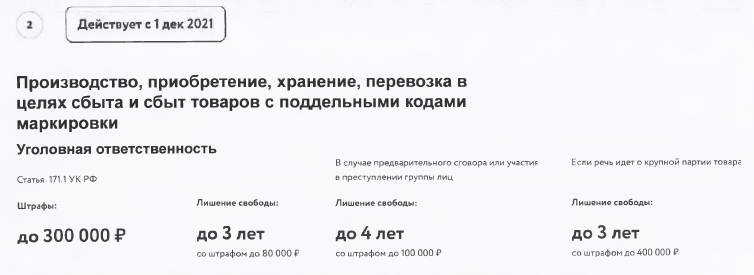 2
Действует с 1 дек 2021
Производство, приобретение, хранение, перевозка в
целях сбыта и сбыт товаров с поддельными кодами
маркировки
Уголовная ответственность
Статья 171.1 УК РФ
В случае предварительного сговора или участия
в преступлении группы лиц
Если речь идет о крупной партии товара
Штрафы:
до 300 000 ₽
Лишение свободы:
до 3 лет
со штрафом до 80 000 ₽
Лишение свободы:
до 4 лет
со штрафом до 100 000 ₽
Лишение свободы:
до 3 лет
со штрафом до 400 000 ₽